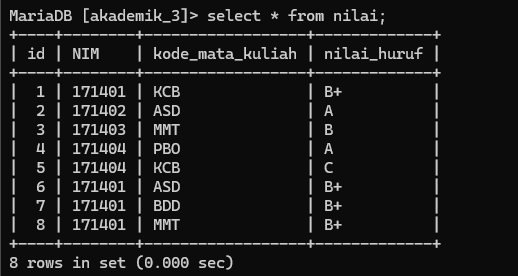 MariaDB [akademik_3]> select * from nilai;
+----+--------+------------------+-------------+
| id | NIM    | kode_mata_kuliah | nilai_huruf |
+----+--------+------------------+-------------+
|  1 | 171401 | KCB              | B+          |
|  2 | 171402 | ASD              | A           |
|  3 | 171403 | MMT              | B           |
|  4 | 171404 | PBO              | A           |
|  5 | 171404 | KCB              | C           |
|  6 | 171401 | ASD              | B+          |
|  7 | 171401 | BDD              | B+          |
|  8 | 171401 | MMT              | B+          |
+----+--------+------------------+-------------+
8 rows in set (0.000 sec)